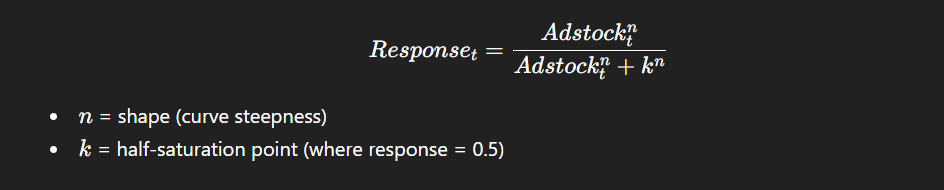 Response_t = Adstock_t^n / (Adstock_t^n + k^n)
• n = shape (curve steepness)
• k = half-saturation point (where response = 0.5)